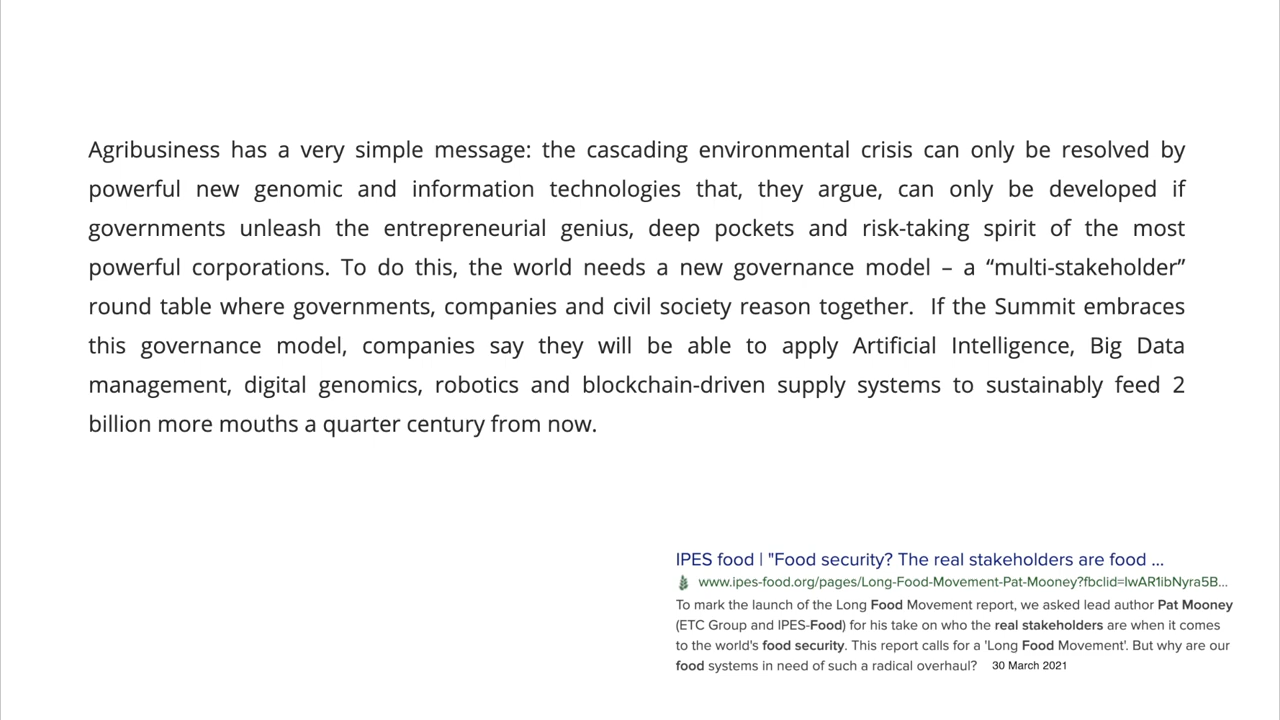 Agribusiness has a very simple message: the cascading environmental crisis can only be resolved by
powerful new genomic and information technologies that, they argue, can only be developed if
governments unleash the entrepreneurial genius, deep pockets and risk-taking spirit of the most
powerful corporations. To do this, the world needs a new governance model – a “multi-stakeholder”
round table where governments, companies and civil society reason together.  If the Summit embraces
this governance model, companies say they will be able to apply Artificial Intelligence, Big Data
management, digital genomics, robotics and blockchain-driven supply systems to sustainably feed 2
billion more mouths a quarter century from now.
IPES food | "Food security? The real stakeholders are food ...
www.ipes-food.org/pages/Long-Food-Movement-Pat-Mooney?fbclid=IwAR1ibNyra5B...
To mark the launch of the Long Food Movement report, we asked lead author Pat Mooney
(ETC Group and IPES-Food) for his take on who the real stakeholders are when it comes
to the world's food security. This report calls for a 'Long Food Movement'. But why are our
food systems in need of such a radical overhaul? 30 March 2021